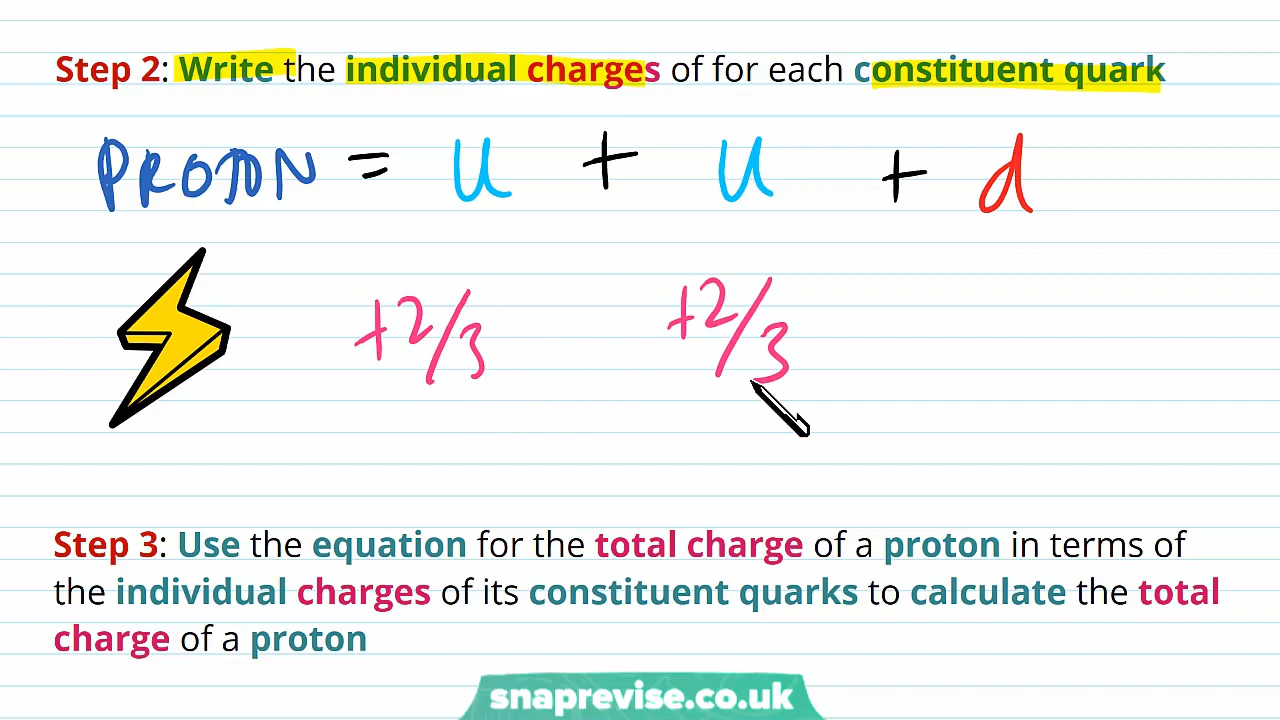 Step 2: Write the individual charges of for each constituent quark
PROTON = u + u + d
+2/3 +2/3
Step 3: Use the equation for the total charge of a proton in terms of
the individual charges of its constituent quarks to calculate the total
charge of a proton
snaprevise.co.uk